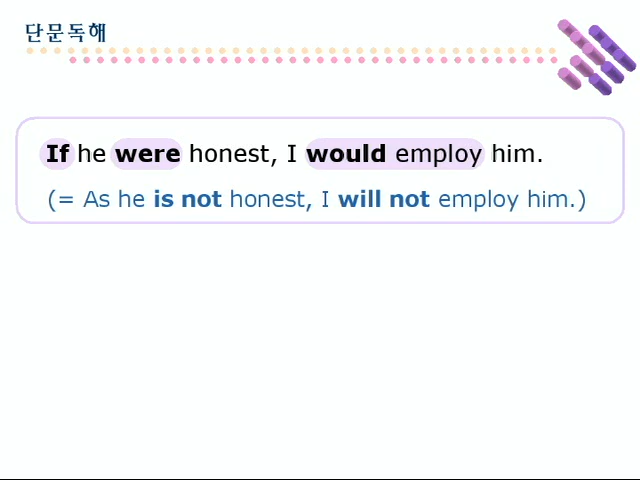 단문독해
If he were honest, I would employ him.
(= As he is not honest, I will not employ him.)